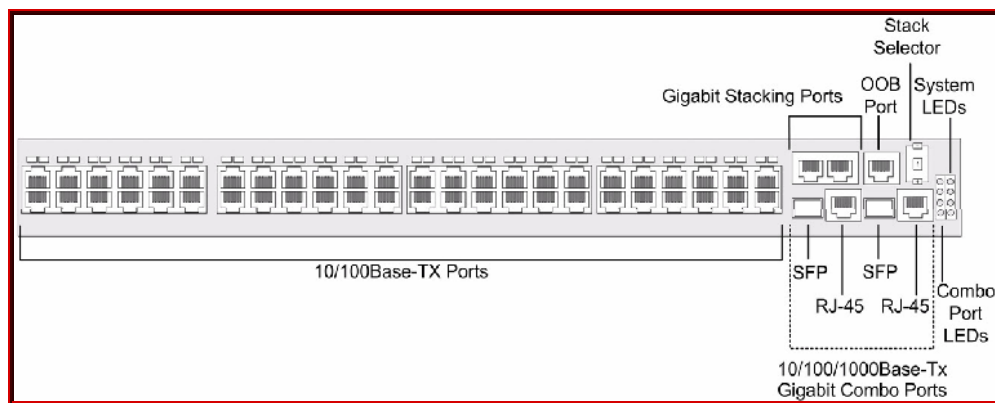 Stack
Selector
Gigabit Stacking Ports
OOB
Port
System
LEDs
10/100Base-TX Ports
SFP
SFP
RJ-45
RJ-45
Combo
Port
LEDs
10/100/1000Base-Tx
Gigabit Combo Ports